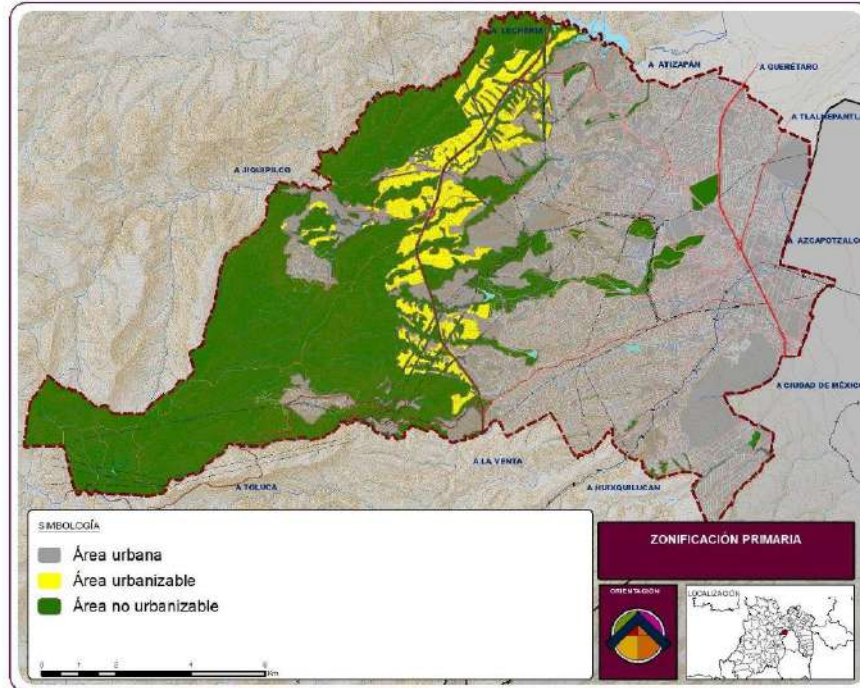 A LECHERIA
A ATIZAPÁN
A QUERÉTARO
A TLALNEPANTLA
A JIQUIPILCO
A AZCAPOTZALCO
A CIUDAD DE MÉXICO
A LA VENTA
A TOLUCA
A HUIXQUILUCAN
SIMBOLOGÍA
Área urbana
Área urbanizable
Área no urbanizable
0 1 2 4 6
Km
ZONIFICACIÓN PRIMARIA
ORIENTACIÓN
LOCALIZACIÓN